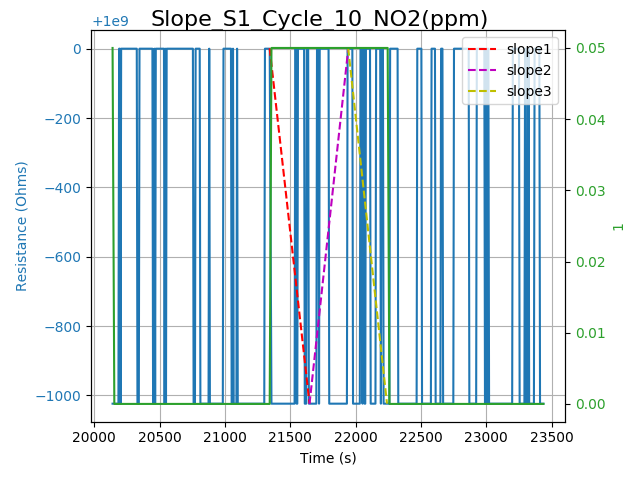 Slope_S1_Cycle_10_NO2(ppm)
+1e9
slope1
slope2
slope3
0
−200
−400
−600
−800
−1000
Resistance (Ohms)
0.05
0.04
0.03
0.02
0.01
0.00
1
20000 20500 21000 21500 22000 22500 23000 23500
Time (s)